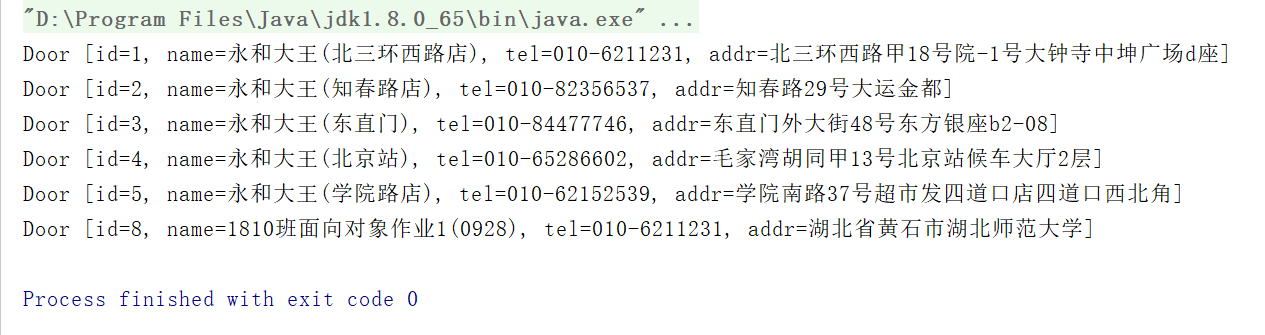 "D:\Program Files\Java\jdk1.8.0_65\bin\java.exe" ...
Door [id=1, name=永和大王(北三环西路店), tel=010-6211231, addr=北三环西路甲18号院-1号大钟寺中坤广场d座]
Door [id=2, name=永和大王(知春路店), tel=010-82356537, addr=知春路29号大运金都]
Door [id=3, name=永和大王(东直门), tel=010-84477746, addr=东直门外大街48号东方银座b2-08]
Door [id=4, name=永和大王(北京站), tel=010-65286602, addr=毛家湾胡同甲13号北京站候车大厅2层]
Door [id=5, name=永和大王(学院路店), tel=010-62152539, addr=学院南路37号超市发四道口店四道口西北角]
Door [id=8, name=1810班面向对象作业1(0928), tel=010-6211231, addr=湖北省黄石市湖北师范大学]
Process finished with exit code 0